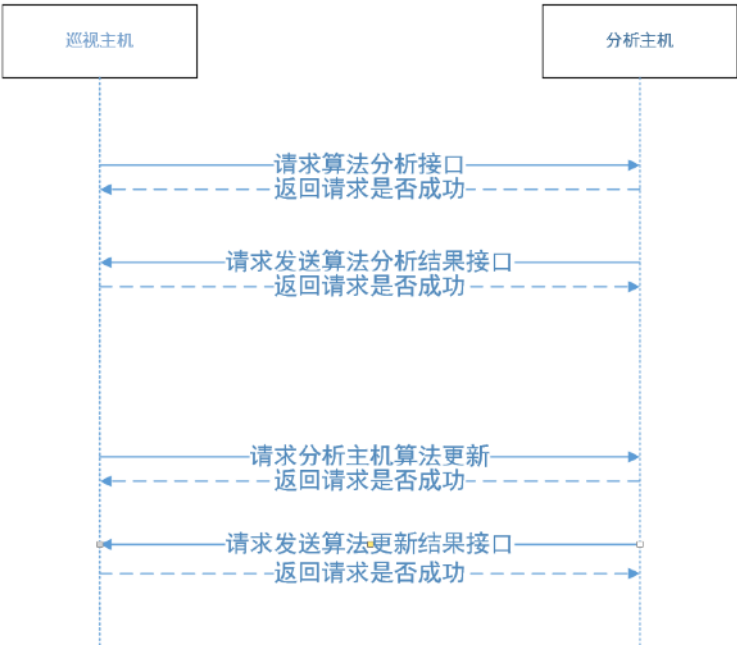 巡视主机
分析主机
请求算法分析接口
返回请求是否成功
请求发送算法分析结果接口
返回请求是否成功
请求分析主机算法更新
返回请求是否成功
请求发送算法更新结果接口
返回请求是否成功